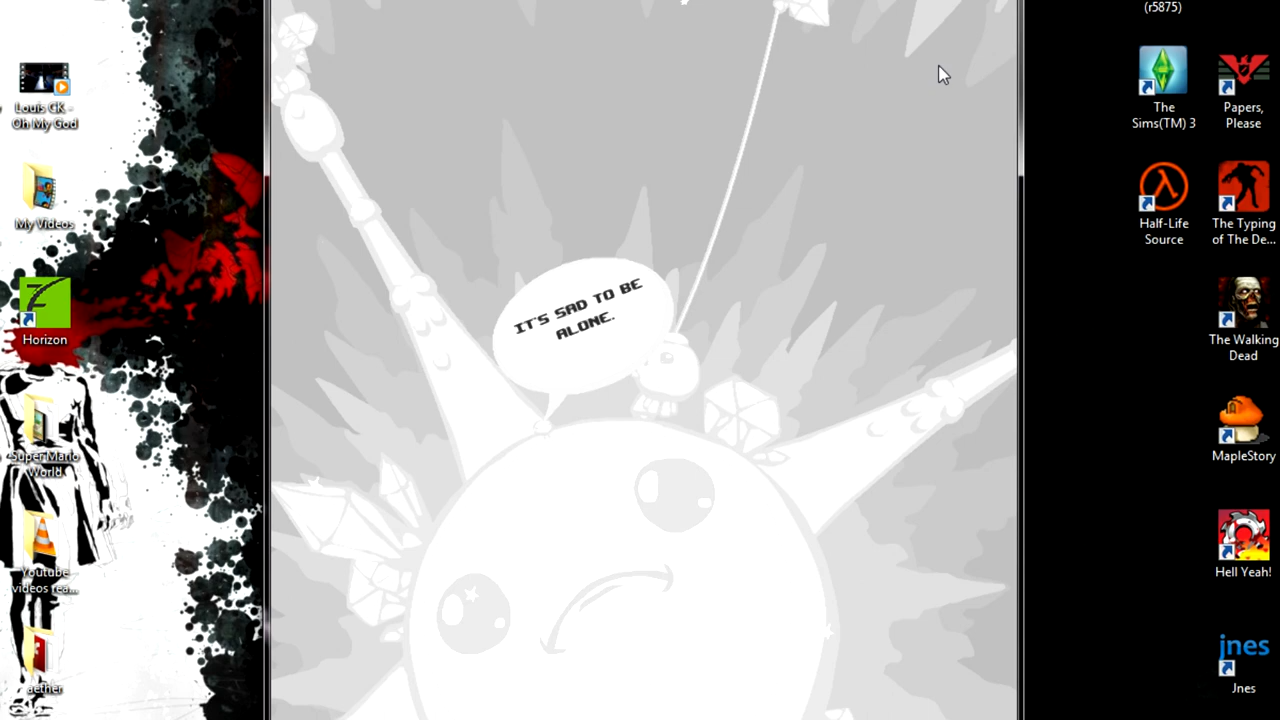 Louis CK -
Oh My God
My Videos
Horizon
Super Mario
World
Youtube
videos rea...
aether
IT'S SAD TO BE
ALONE.
(r5875)
The
Sims(TM) 3
Papers,
Please
Half-Life
Source
The Typing
of The De...
The Walking
Dead
MapleStory
Hell Yeah!
jnes
Jnes